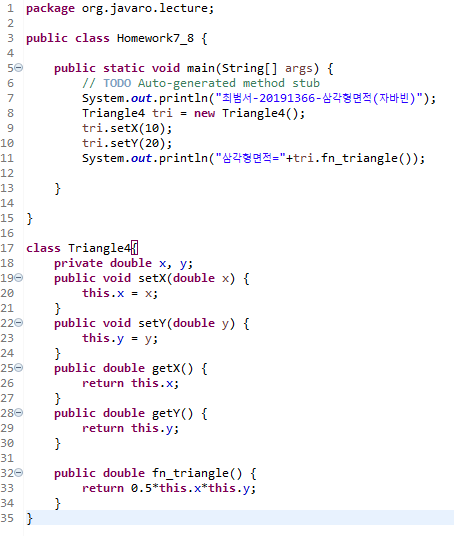 1 package org.javaro.lecture;
2
3 public class Homework7_8 {
4
5 public static void main(String[] args) {
6 // TODO Auto-generated method stub
7 System.out.println("최범서-20191366-삼각형면적(자바빈)");
8 Triangle4 tri = new Triangle4();
9 tri.setX(10);
10 tri.setY(20);
11 System.out.println("삼각형면적="+tri.fn_triangle());
12
13 }
14
15 }
16
17 class Triangle4{
18 private double x, y;
19 public void setX(double x) {
20 this.x = x;
21 }
22 public void setY(double y) {
23 this.y = y;
24 }
25 public double getX() {
26 return this.x;
27 }
28 public double getY() {
29 return this.y;
30 }
31
32 public double fn_triangle() {
33 return 0.5*this.x*this.y;
34 }
35 }